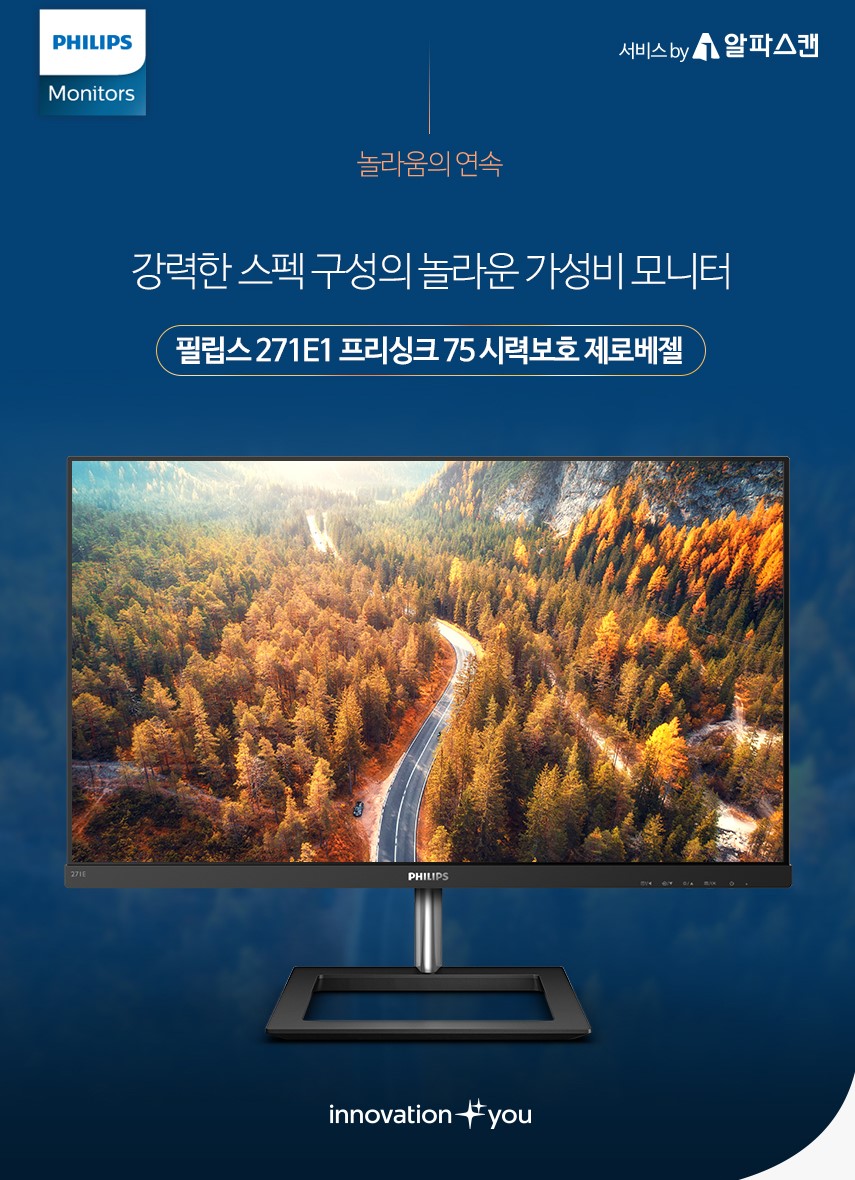 PHILIPS
Monitors
서비스 by 알파스캔
놀라움의 연속
강력한 스펙 구성의 놀라운 가성비 모니터
필립스 271E1 프리싱크 75 시력보호 제로베젤
271E
PHILIPS
innovation you